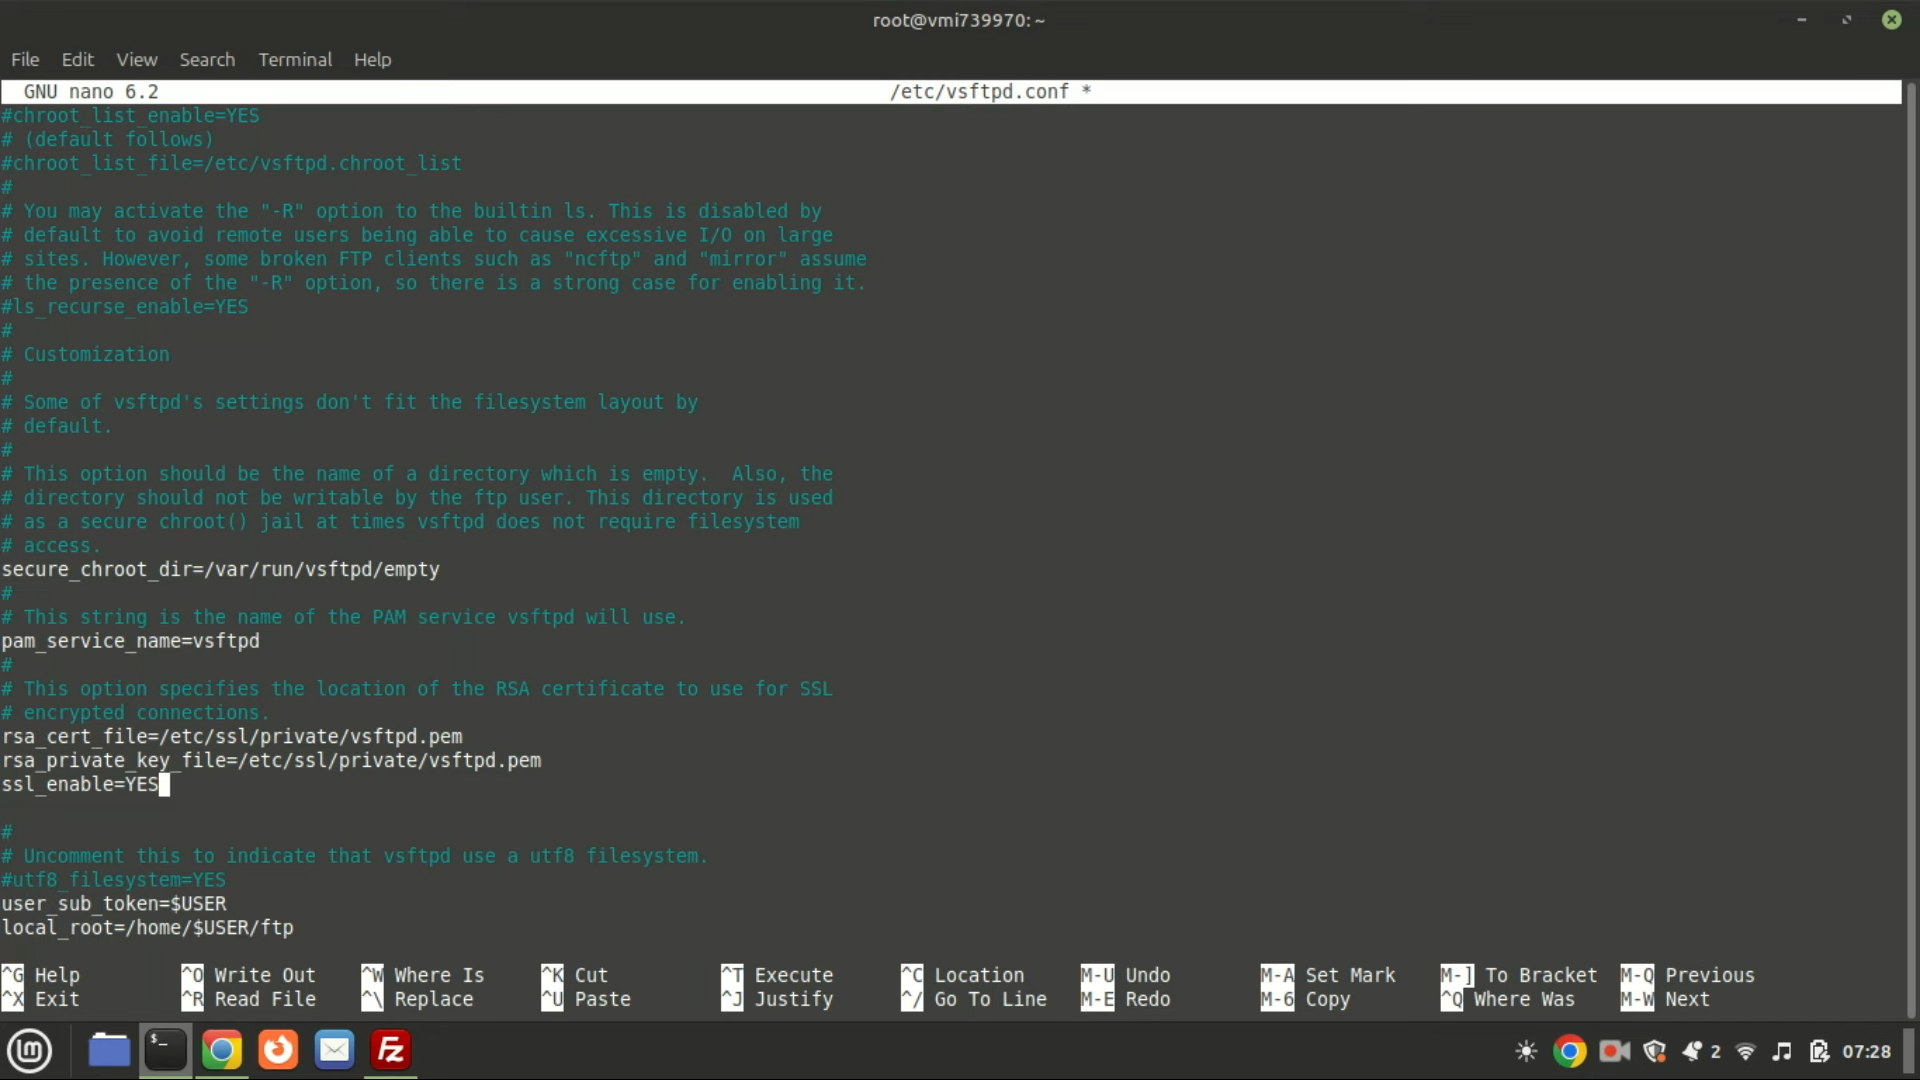 root@vmi739970: ~
File Edit View Search Terminal Help
GNU nano 6.2 /etc/vsftpd.conf *
#chroot_list_enable=YES
# (default follows)
#chroot_list_file=/etc/vsftpd.chroot_list
#
# You may activate the "-R" option to the builtin ls. This is disabled by
# default to avoid remote users being able to cause excessive I/O on large
# sites. However, some broken FTP clients such as "ncftp" and "mirror" assume
# the presence of the "-R" option, so there is a strong case for enabling it.
#ls_recurse_enable=YES
#
# Customization
#
# Some of vsftpd's settings don't fit the filesystem layout by
# default.
#
# This option should be the name of a directory which is empty.  Also, the
# directory should not be writable by the ftp user. This directory is used
# as a secure chroot() jail at times vsftpd does not require filesystem
# access.
secure_chroot_dir=/var/run/vsftpd/empty
#
# This string is the name of the PAM service vsftpd will use.
pam_service_name=vsftpd
#
# This option specifies the location of the RSA certificate to use for SSL
# encrypted connections.
rsa_cert_file=/etc/ssl/private/vsftpd.pem
rsa_private_key_file=/etc/ssl/private/vsftpd.pem
ssl_enable=YES
#
# Uncomment this to indicate that vsftpd use a utf8 filesystem.
#utf8_filesystem=YES
user_sub_token=$USER
local_root=/home/$USER/ftp
^G Help ^O Write Out ^W Where Is ^K Cut ^T Execute ^C Location M-U Undo M-A Set Mark M-] To Bracket M-Q Previous
^X Exit ^R Read File ^\ Replace ^U Paste ^J Justify ^/ Go To Line M-E Redo M-6 Copy ^Q Where Was M-W Next
lm $_ Fz 2 07:28